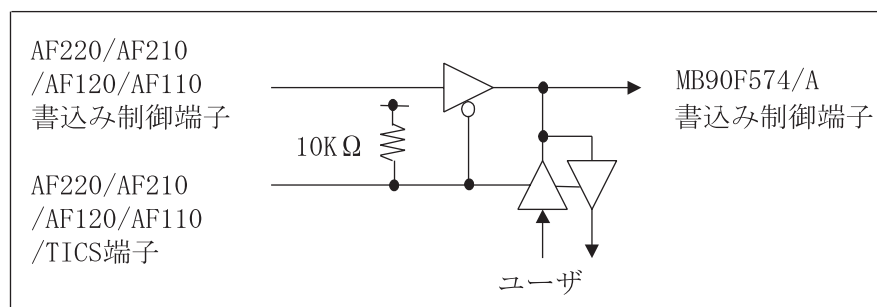 AF220/AF210
/AF120/AF110
書込み制御端子
10KΩ
AF220/AF210
/AF120/AF110
/TICS端子
MB90F574/A
書込み制御端子
ユーザ